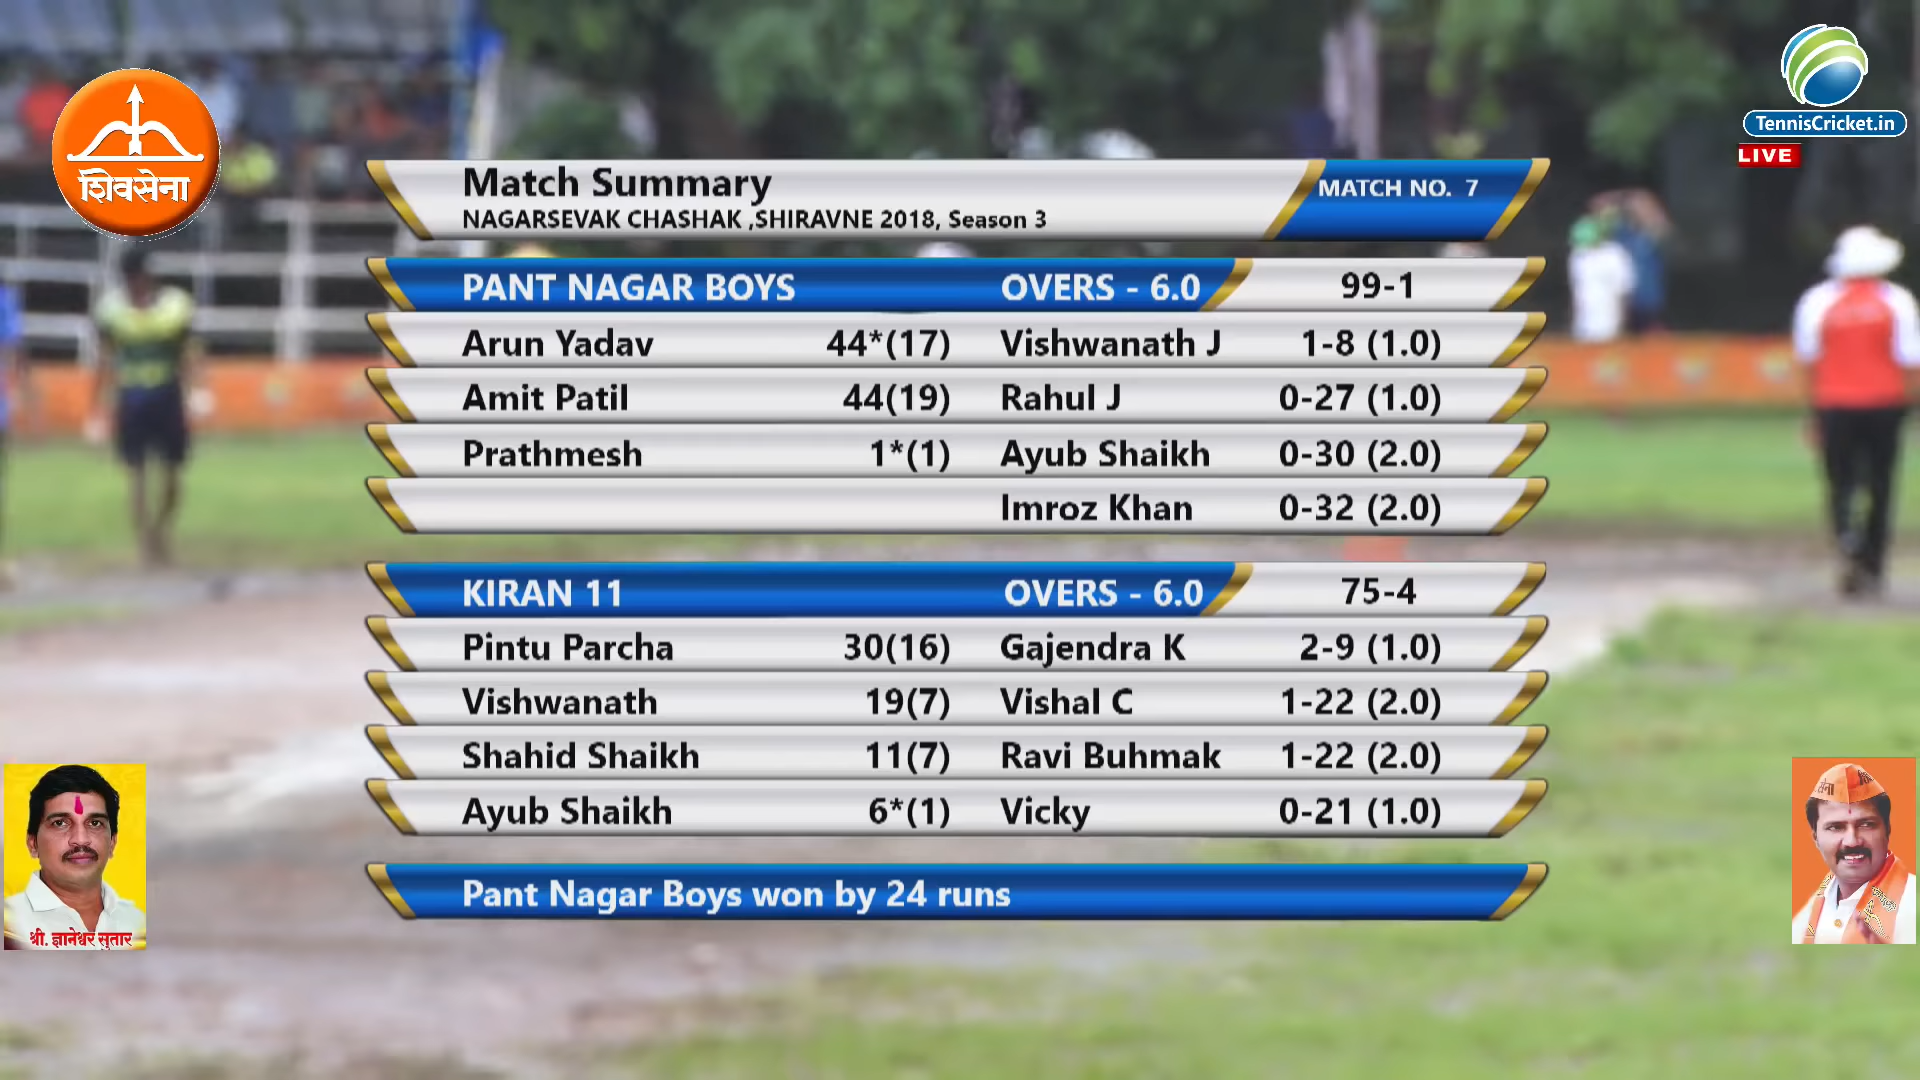 शिवसेना
TennisCricket.in
LIVE
Match Summary
NAGARSEVAK CHASHAK ,SHIRAVNE 2018, Season 3
MATCH NO. 7
PANT NAGAR BOYS OVERS - 6.0 99-1
Arun Yadav 44*(17) Vishwanath J 1-8 (1.0)
Amit Patil 44(19) Rahul J 0-27 (1.0)
Prathmesh 1*(1) Ayub Shaikh 0-30 (2.0)
Imroz Khan 0-32 (2.0)
KIRAN 11 OVERS - 6.0 75-4
Pintu Parcha 30(16) Gajendra K 2-9 (1.0)
Vishwanath 19(7) Vishal C 1-22 (2.0)
Shahid Shaikh 11(7) Ravi Buhmak 1-22 (2.0)
Ayub Shaikh 6*(1) Vicky 0-21 (1.0)
Pant Nagar Boys won by 24 runs
श्री. ज्ञानेश्वर सुतार